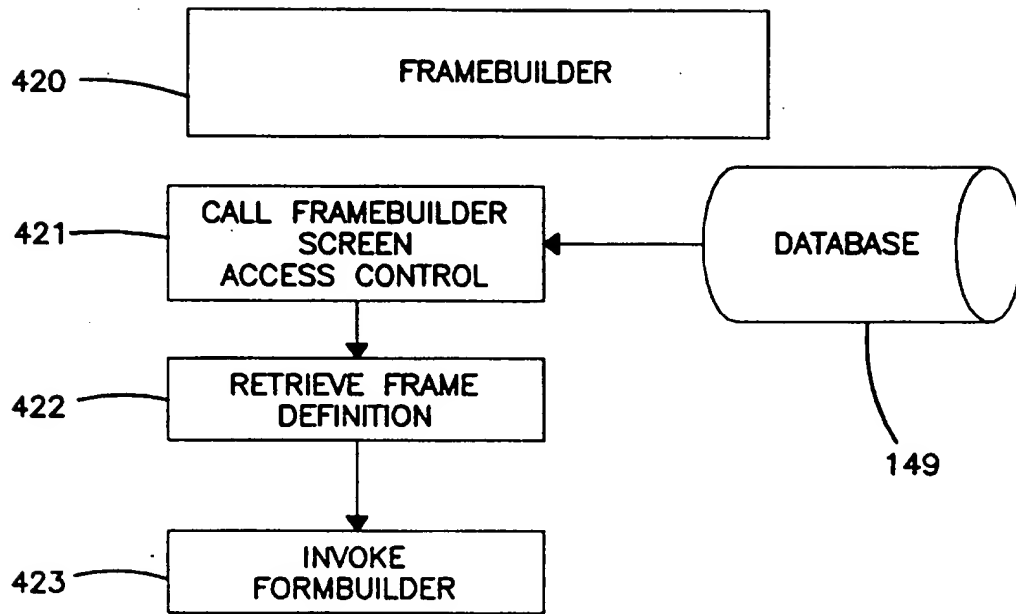 FRAMEBUILDER
420
CALL FRAMEBUILDER
SCREEN
ACCESS CONTROL
421
DATABASE
149
RETRIEVE FRAME
DEFINITION
422
INVOKE
FORMBUILDER
423